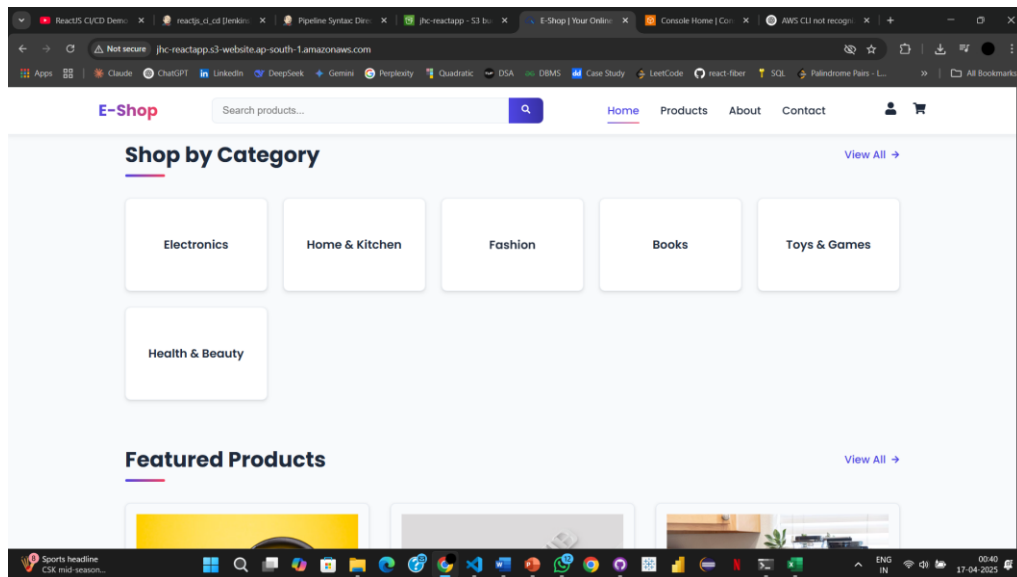 ReactJS CI/CD Demo
reactjs_ci_cd [Jenkins
Pipeline Syntax: Direc
jhc-reactapp - S3 bu
E-Shop | Your Online
Console Home | Con
AWS CLI not recogni
Not secure jhc-reactapp.s3-website.ap-south-1.amazonaws.com
Apps Claude ChatGPT LinkedIn DeepSeek Gemini Perplexity Quadratic DSA DBMS Case Study LeetCode react-fiber SQL Palindrome Pairs - L... » All Bookmarks
E-Shop Search products... Home Products About Contact
Shop by Category View All →
Electronics Home & Kitchen Fashion Books Toys & Games
Health & Beauty
Featured Products View All →
Sports headline
CSK mid-season...
ENG
IN
00:40
17-04-2025